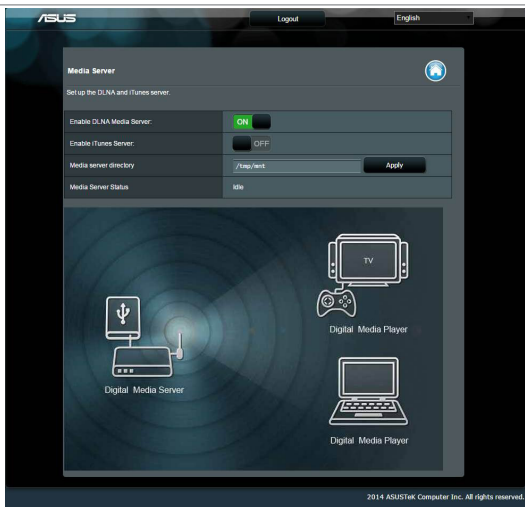 ASUS
Logout
English
Media Server
Set up the DLNA and iTunes server.
Enable DLNA Media Server:
ON
Enable iTunes Server:
OFF
Media server directory
/tmp/mnt
Apply
Media Server Status
Idle
TV
Digital Media Player
Digital Media Server
Digital Media Player
2014 ASUSTeK Computer Inc. All rights reserved.